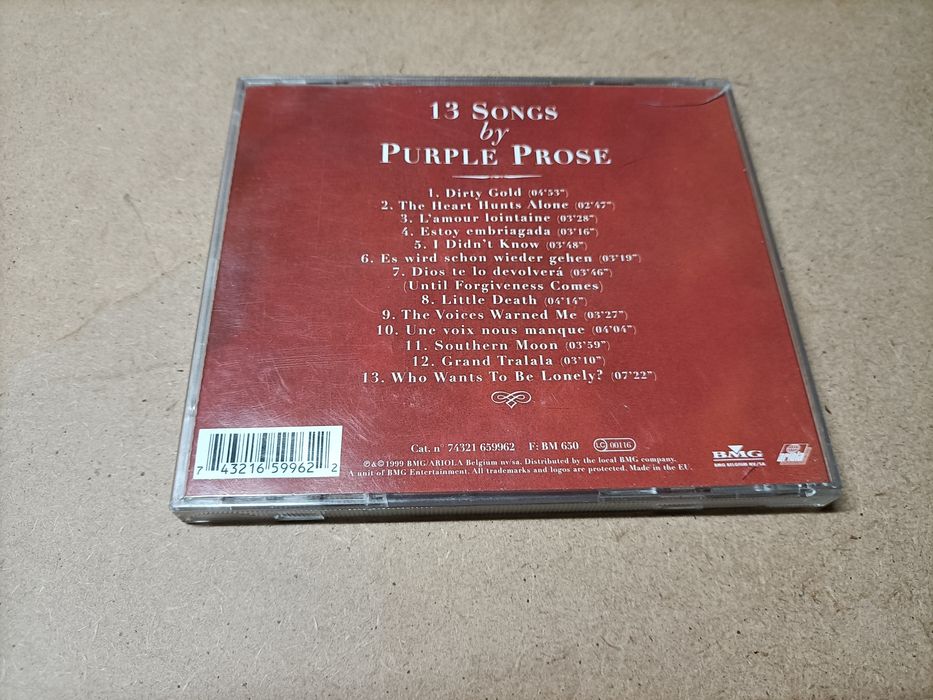 13 SONGS
by
PURPLE PROSE
1. Dirty Gold (04'53")
2. The Heart Hunts Alone (02'47")
3. L'amour lointaine (03'28")
4. Estoy embriagada (03'16")
5. I Didn't Know (03'48")
6. Es wird schon wieder gehen (03'19")
7. Dios te lo devolverá (03'46")
(Until Forgiveness Comes)
8. Little Death (04'14")
9. The Voices Warned Me (03'27")
10. Une voix nous manque (04'04")
11. Southern Moon (03'59")
12. Grand Tralala (03'10")
13. Who Wants To Be Lonely? (07'22")
Cat. n° 74321 659962 F: BM 650 LC 00116
℗&© 1999 BMG/ARIOLA Belgium nv/sa. Distributed by the local BMG company.
A unit of BMG Entertainment. All trademarks and logos are protected. Made in the EU.
7 43216 59962 2
BMG
BMG BELGIUM NV/SA